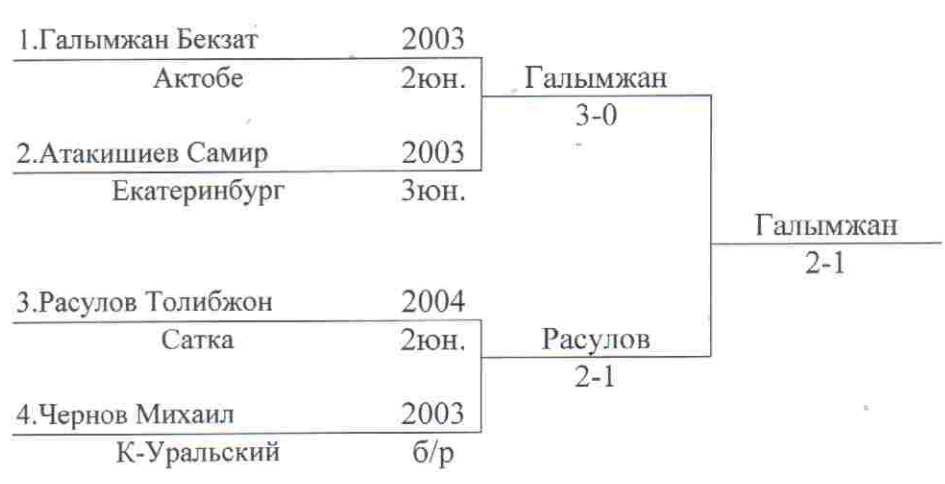 1.Галымжан Бекзат 2003
Актобе 2юн.
Галымжан
3-0
2.Атакишиев Самир 2003
Екатеринбург 3юн.
Галымжан
2-1
3.Расулов Толибжон 2004
Сатка 2юн.
Расулов
2-1
4.Чернов Михаил 2003
К-Уральский б/р